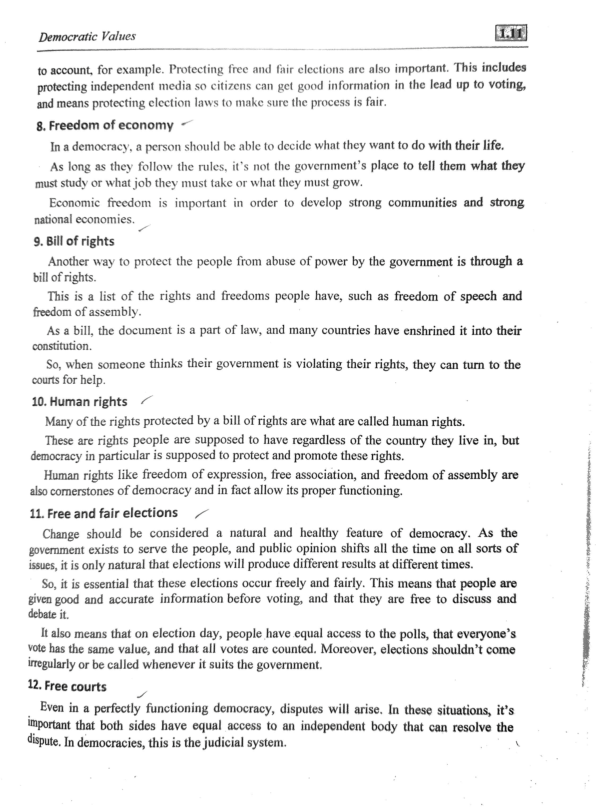 Democratic Values
1.11
to account, for example. Protecting free and fair elections are also important. This includes
protecting independent media so citizens can get good information in the lead up to voting,
and means protecting election laws to make sure the process is fair.
8. Freedom of economy
In a democracy, a person should be able to decide what they want to do with their life.
As long as they follow the rules, it's not the government's place to tell them what they
must study or what job they must take or what they must grow.
Economic freedom is important in order to develop strong communities and strong
national economies.
9. Bill of rights
Another way to protect the people from abuse of power by the government is through a
bill of rights.
This is a list of the rights and freedoms people have, such as freedom of speech and
freedom of assembly.
As a bill, the document is a part of law, and many countries have enshrined it into their
constitution.
So, when someone thinks their government is violating their rights, they can turn to the
courts for help.
10. Human rights
Many of the rights protected by a bill of rights are what are called human rights.
These are rights people are supposed to have regardless of the country they live in, but
democracy in particular is supposed to protect and promote these rights.
Human rights like freedom of expression, free association, and freedom of assembly are
also cornerstones of democracy and in fact allow its proper functioning.
11. Free and fair elections
Change should be considered a natural and healthy feature of democracy. As the
government exists to serve the people, and public opinion shifts all the time on all sorts of
issues, it is only natural that elections will produce different results at different times.
So, it is essential that these elections occur freely and fairly. This means that people are
given good and accurate information before voting, and that they are free to discuss and
debate it.
It also means that on election day, people have equal access to the polls, that everyone's
vote has the same value, and that all votes are counted. Moreover, elections shouldn't come
irregularly or be called whenever it suits the government.
12. Free courts
Even in a perfectly functioning democracy, disputes will arise. In these situations, it's
important that both sides have equal access to an independent body that can resolve the
dispute. In democracies, this is the judicial system.